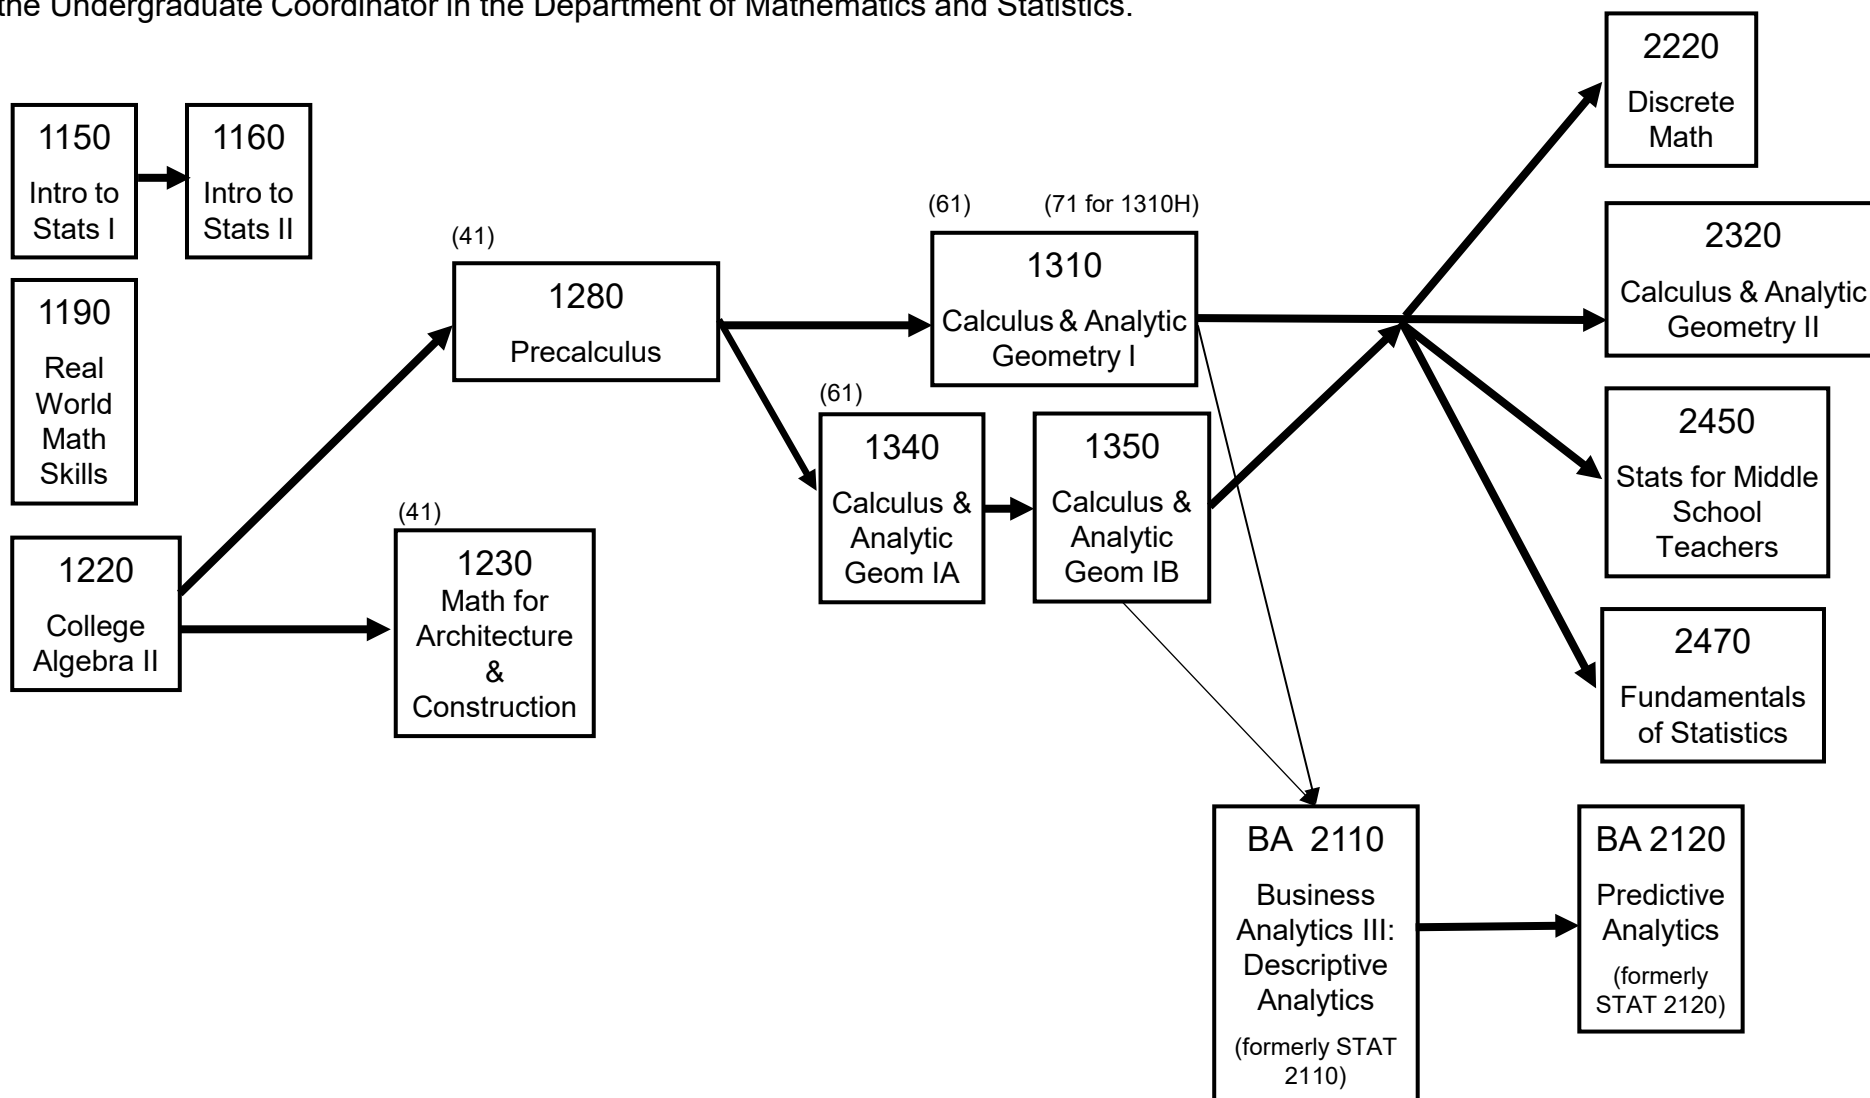 the Undergraduate Coordinator in the Department of Mathematics and Statistics.
1150
Intro to
Stats I
1160
Intro to
Stats II
1190
Real
World
Math
Skills
1220
College
Algebra II
(41)
1280
Precalculus
(41)
1230
Math for
Architecture
&
Construction
(61)
(71 for 1310H)
1310
Calculus & Analytic
Geometry I
(61)
1340
Calculus &
Analytic
Geom IA
1350
Calculus &
Analytic
Geom IB
2220
Discrete
Math
2320
Calculus & Analytic
Geometry II
2450
Stats for Middle
School
Teachers
2470
Fundamentals
of Statistics
BA 2110
Business
Analytics III:
Descriptive
Analytics
(formerly STAT
2110)
BA 2120
Predictive
Analytics
(formerly
STAT 2120)